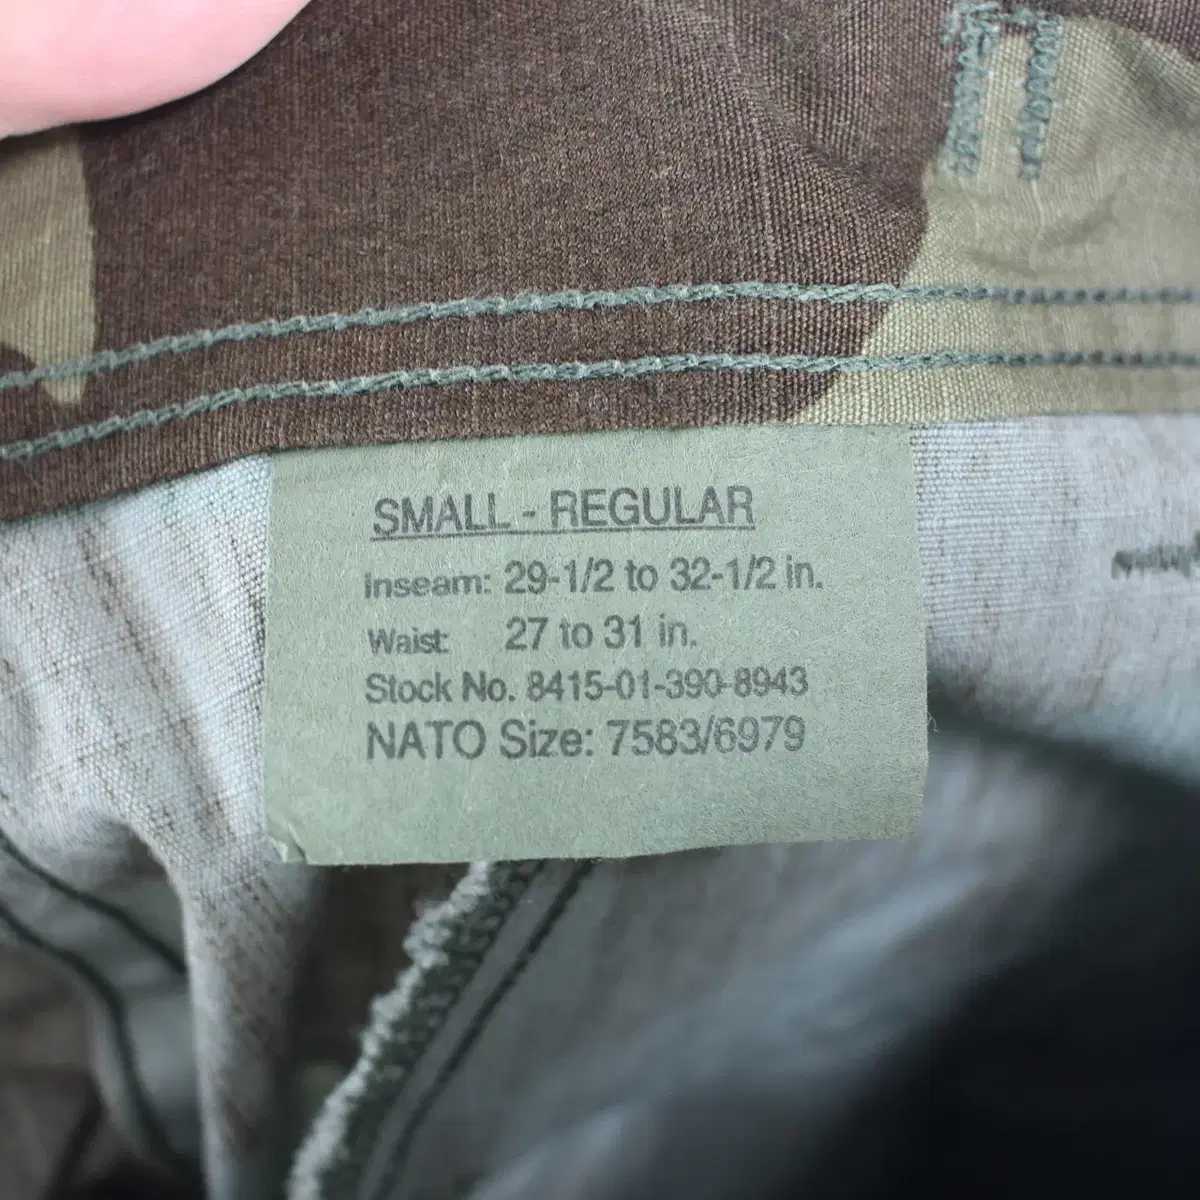 SMALL - REGULAR
Inseam: 29-1/2 to 32-1/2 in.
Waist: 27 to 31 in.
Stock No. 8415-01-390-8943
NATO Size: 7583/6979